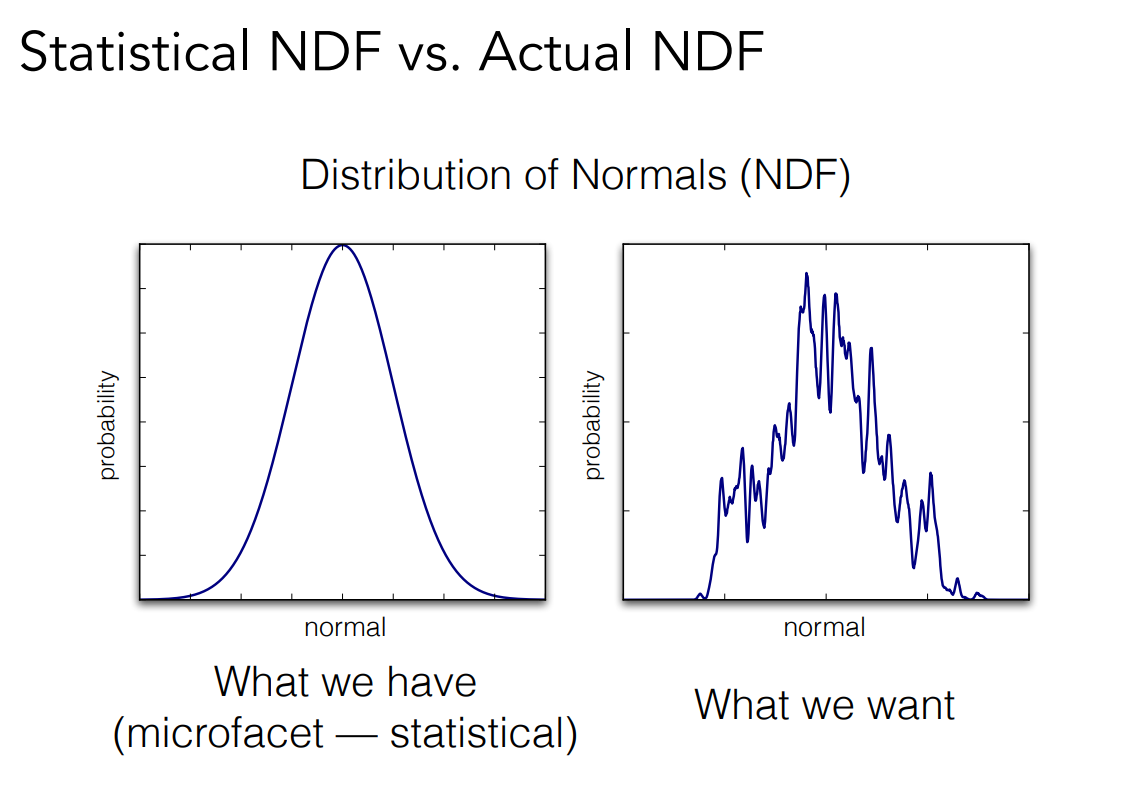 Statistical NDF vs. Actual NDF
Distribution of Normals (NDF)
probability
probability
normal
normal
What we have
(microfacet — statistical)
What we want